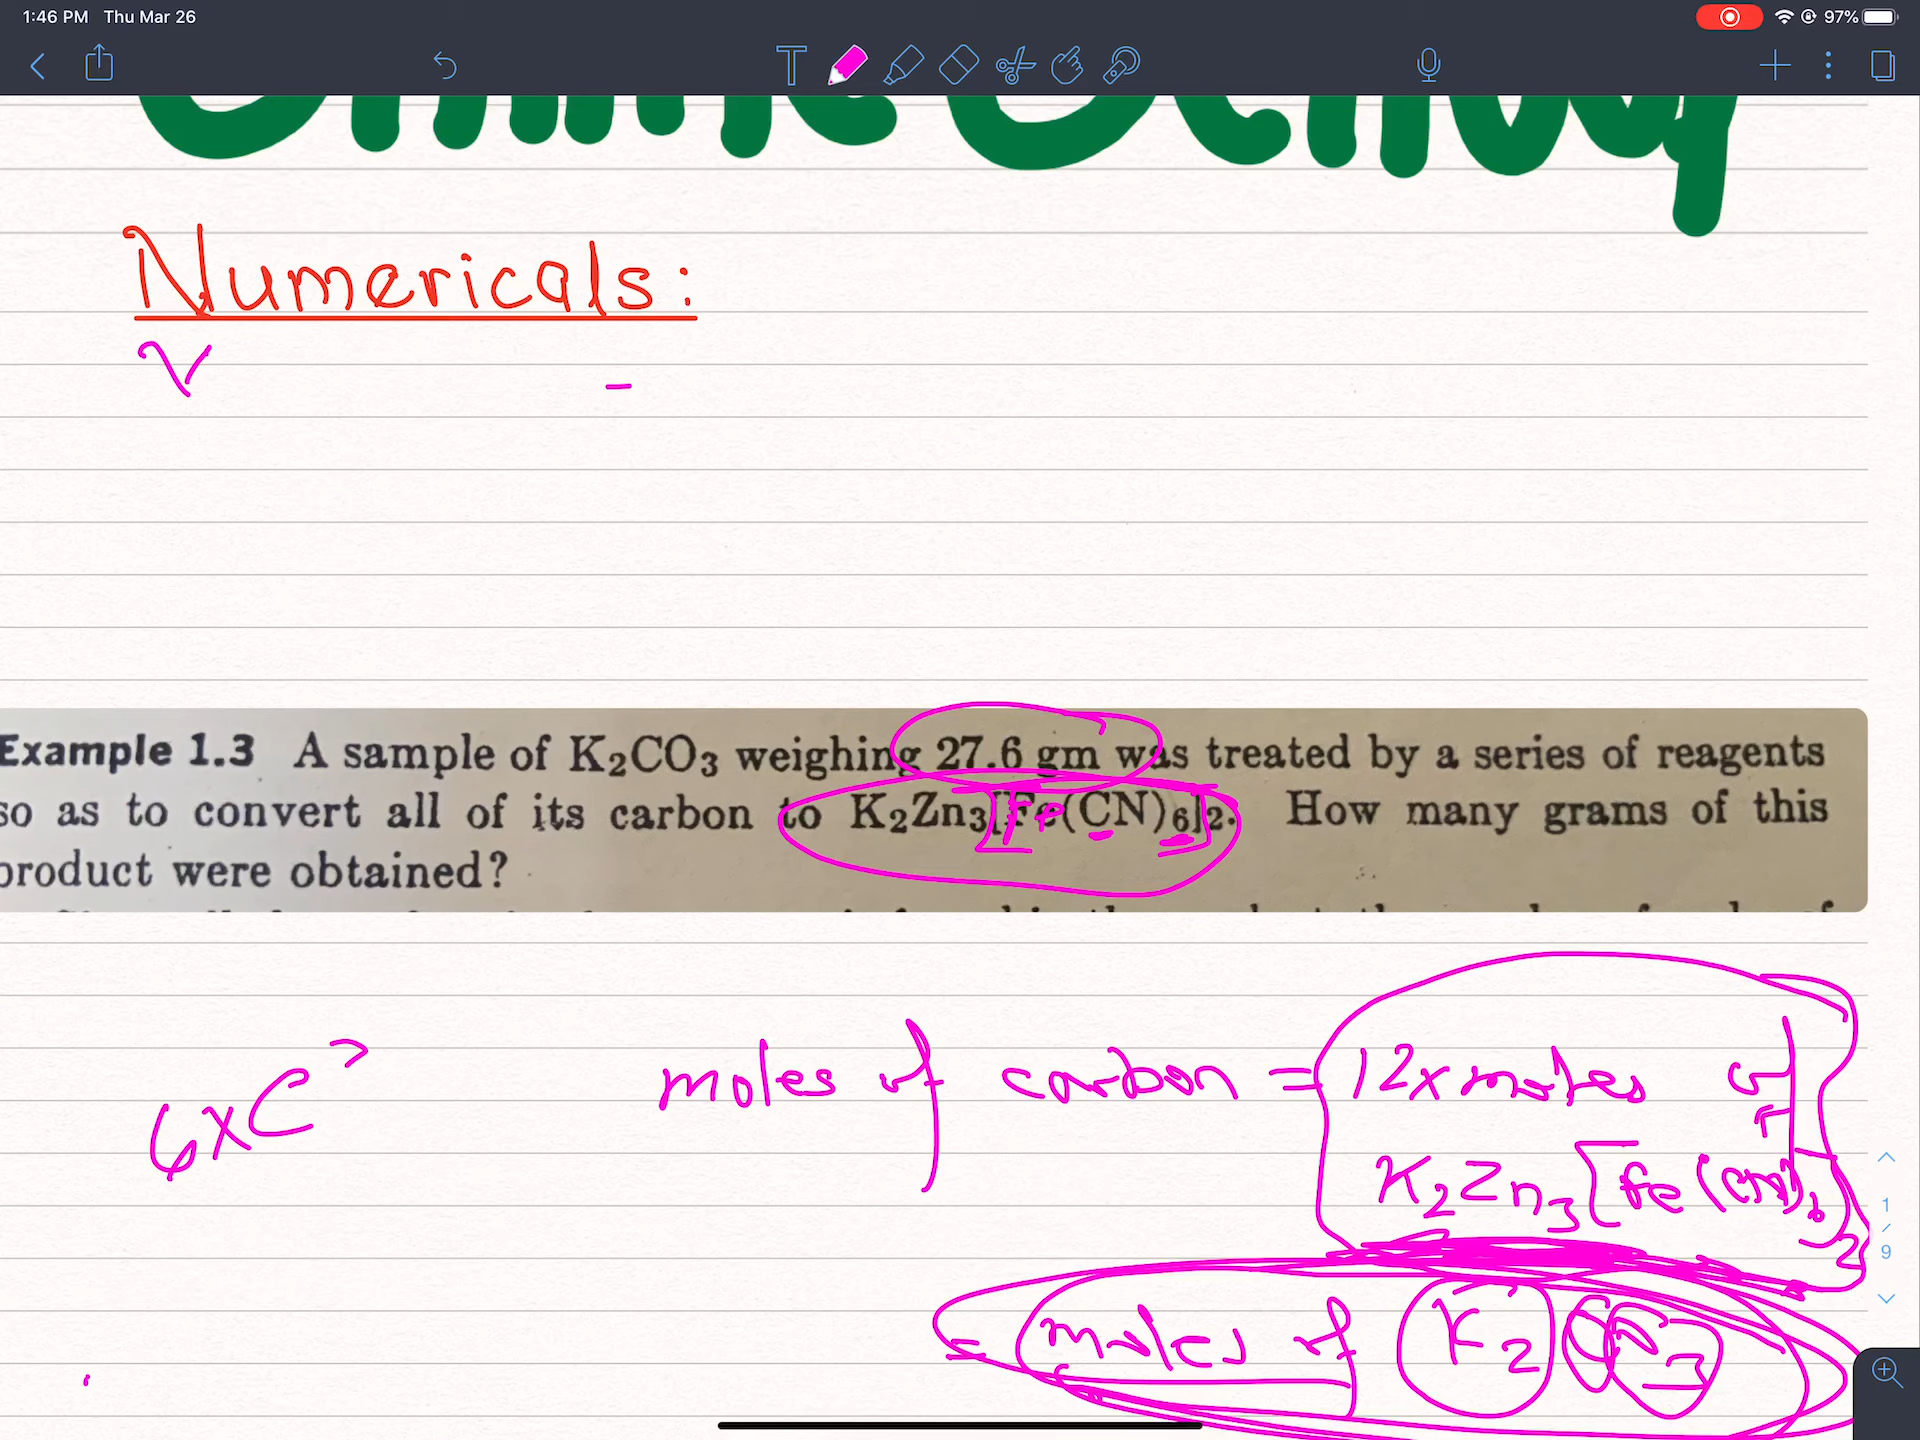 1:46 PM Thu Mar 26
97%
Numericals:
Example 1.3 A sample of K₂CO₃ weighing 27.6 gm was treated by a series of reagents
so as to convert all of its carbon to K₂Zn₃[Fe(CN)₆]₂. How many grams of this
product were obtained?
6xC
moles of carbon = 12x moles of
K₂Zn₃[Fe(CN)₆]₂
= moles of K₂CO₃
1
/
9